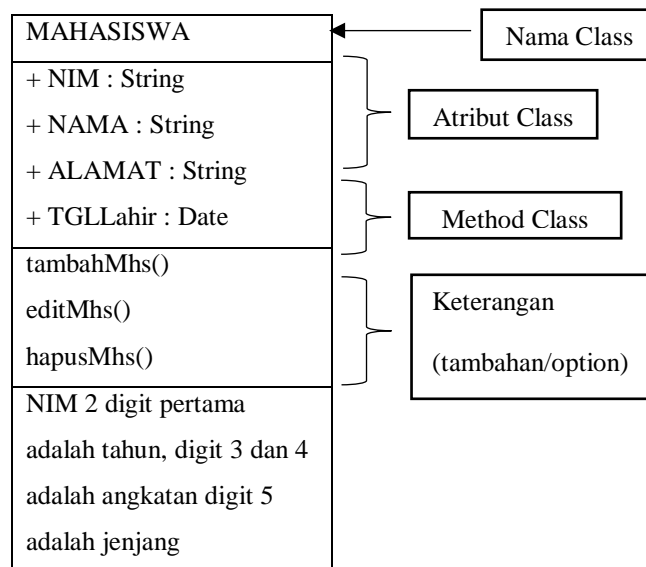 MAHASISWA
Nama Class
+ NIM : String
+ NAMA : String
+ ALAMAT : String
+ TGLLahir : Date
Atribut Class
Method Class
tambahMhs()
editMhs()
hapusMhs()
Keterangan
(tambahan/option)
NIM 2 digit pertama
adalah tahun, digit 3 dan 4
adalah angkatan digit 5
adalah jenjang